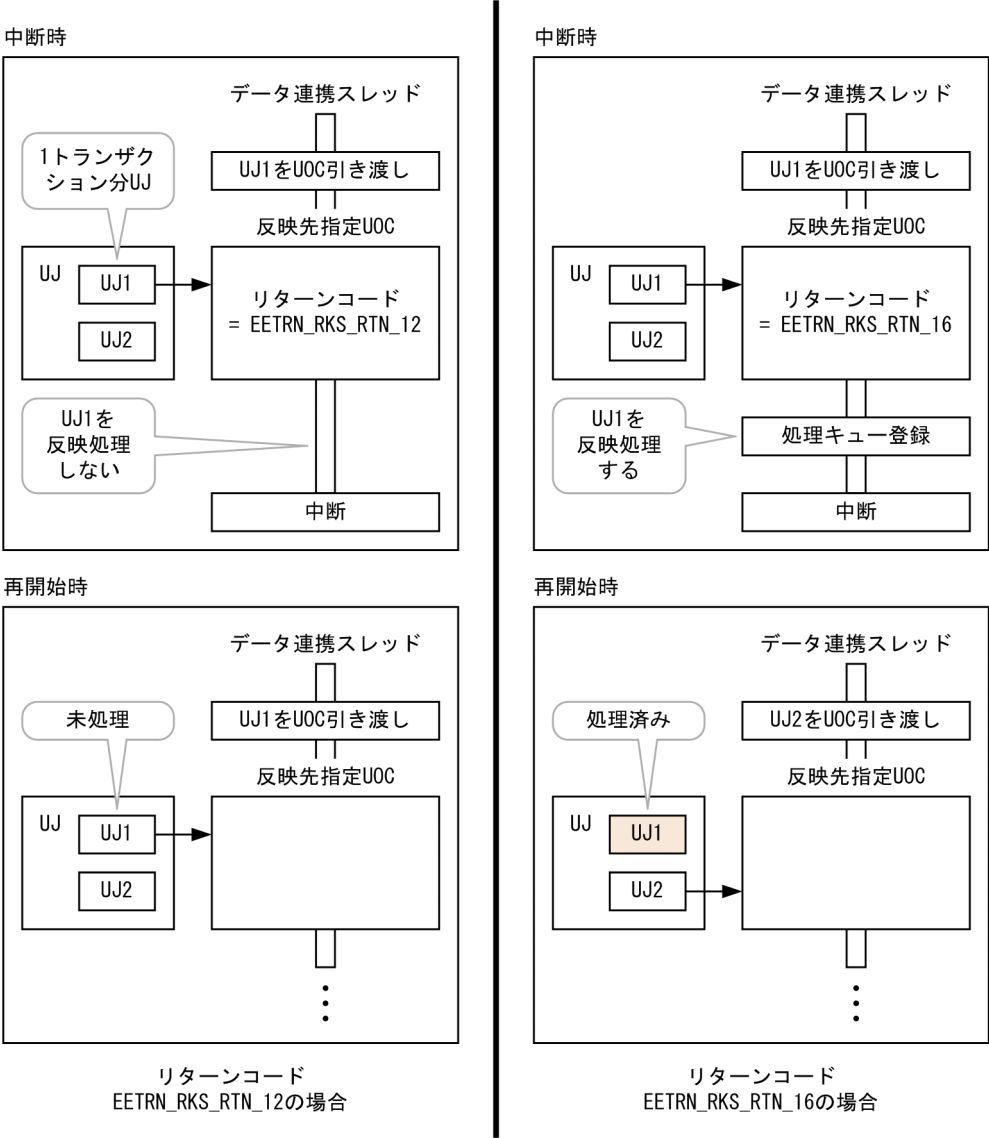 中断時
データ連携スレッド
1トランザク
ション分UJ
UJ1をUOC引き渡し
反映先指定UOC
UJ
UJ1
UJ2
リターンコード
= EETRN_RKS_RTN_12
UJ1を
反映処理
しない
中断
再開始時
データ連携スレッド
未処理
UJ1をUOC引き渡し
反映先指定UOC
UJ
UJ1
UJ2
リターンコード
EETRN_RKS_RTN_12の場合
中断時
データ連携スレッド
UJ1をUOC引き渡し
反映先指定UOC
UJ
UJ1
UJ2
リターンコード
= EETRN_RKS_RTN_16
UJ1を
反映処理
する
処理キュー登録
中断
再開始時
データ連携スレッド
処理済み
UJ2をUOC引き渡し
反映先指定UOC
UJ
UJ1
UJ2
リターンコード
EETRN_RKS_RTN_16の場合